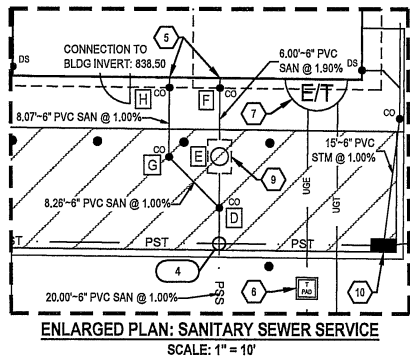 DS
CONNECTION TO
BLDG INVERT: 838.50
5
6.00'-6" PVC
SAN @ 1.90%
DS
CO
H
F
CO
7
E/T
CO
8.07'-6" PVC SAN @ 1.00%
15'-6" PVC
STM @ 1.00%
E
CO
G
9
UGE
UGT
8.26'-6" PVC SAN @ 1.00%
CO
D
ST
PST
PST
PST
4
20.00'-6" PVC SAN @ 1.00%
PSS
6
T
PAD
10
ENLARGED PLAN: SANITARY SEWER SERVICE
SCALE: 1" = 10'